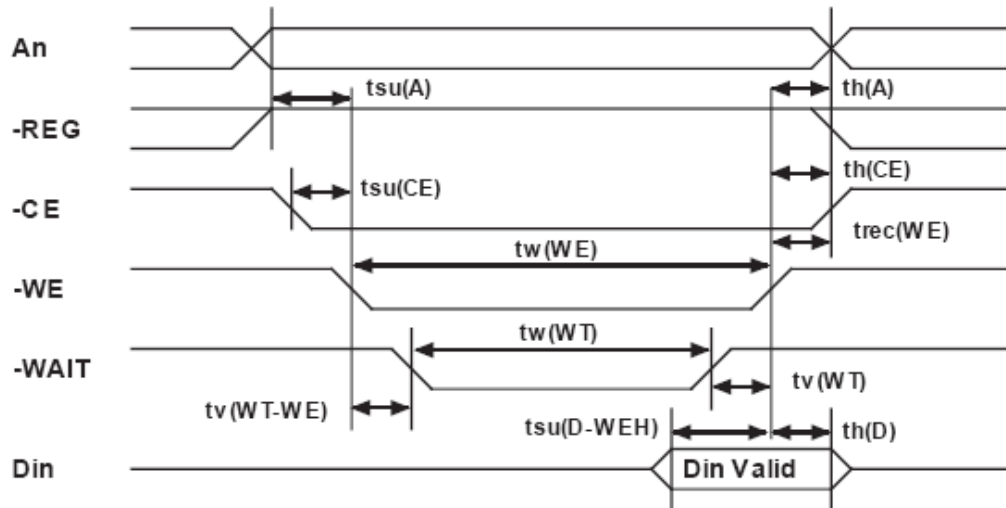 An
tsu(A)
th(A)
-REG
tsu(CE)
th(CE)
-CE
trec(WE)
tw(WE)
-WE
tw(WT)
-WAIT
tv(WT)
tv(WT-WE)
tsu(D-WEH)
th(D)
Din
Din Valid